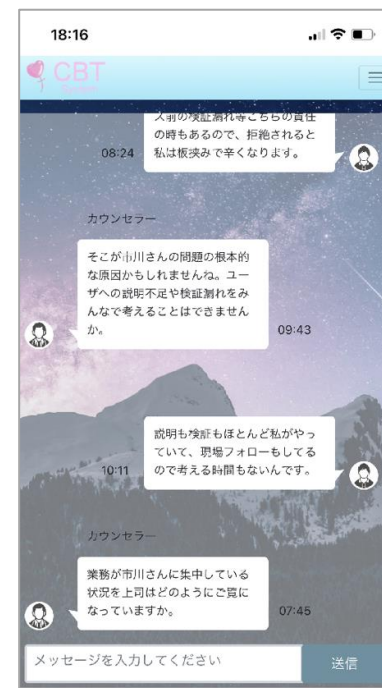 18:16
CBT
の時もあるので、拒絶されると
私は板挟みで辛くなります。
08:24
カウンセラー
そこが市川さんの問題の根本的
な原因かもしれませんね。ユー
ザへの説明不足や検証漏れをみ
んなで考えることはできません
か。
09:43
説明も検証もほとんど私がやっ
ていて、現場フォローもしてる
ので考える時間もないんです。
10:11
カウンセラー
業務が市川さんに集中している
状況を上司はどのようにご覧に
なっていますか。
07:45
メッセージを入力してください
送信